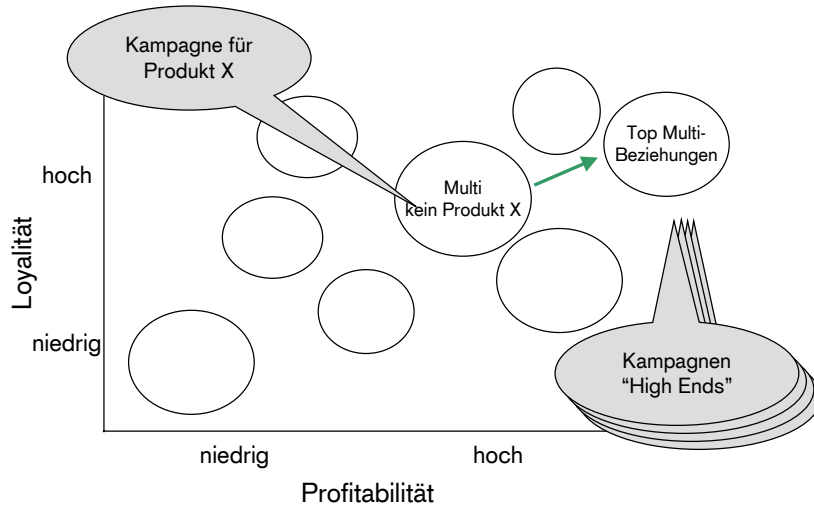 Kampagne für
Produkt X
Top Multi-
Beziehungen
hoch
Multi
kein Produkt X
Loyalität
niedrig
Kampagnen
“High Ends”
niedrig
hoch
Profitabilität